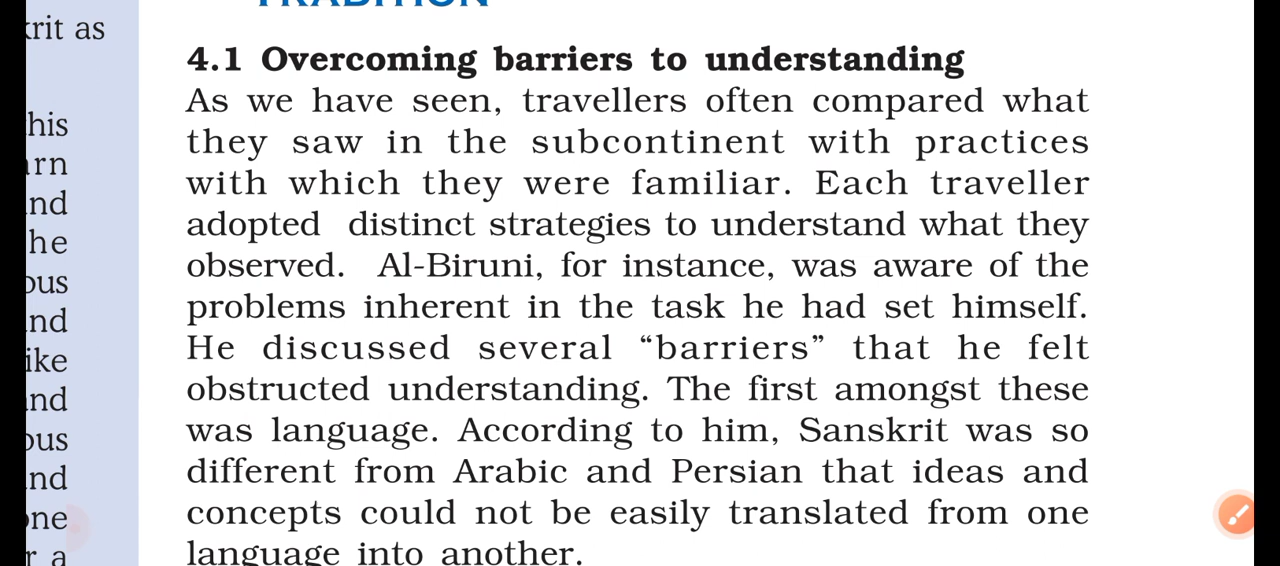 TRADITION
4.1 Overcoming barriers to understanding
As we have seen, travellers often compared what
they saw in the subcontinent with practices
with which they were familiar. Each traveller
adopted distinct strategies to understand what they
observed. Al-Biruni, for instance, was aware of the
problems inherent in the task he had set himself.
He discussed several “barriers” that he felt
obstructed understanding. The first amongst these
was language. According to him, Sanskrit was so
different from Arabic and Persian that ideas and
concepts could not be easily translated from one
language into another.
as